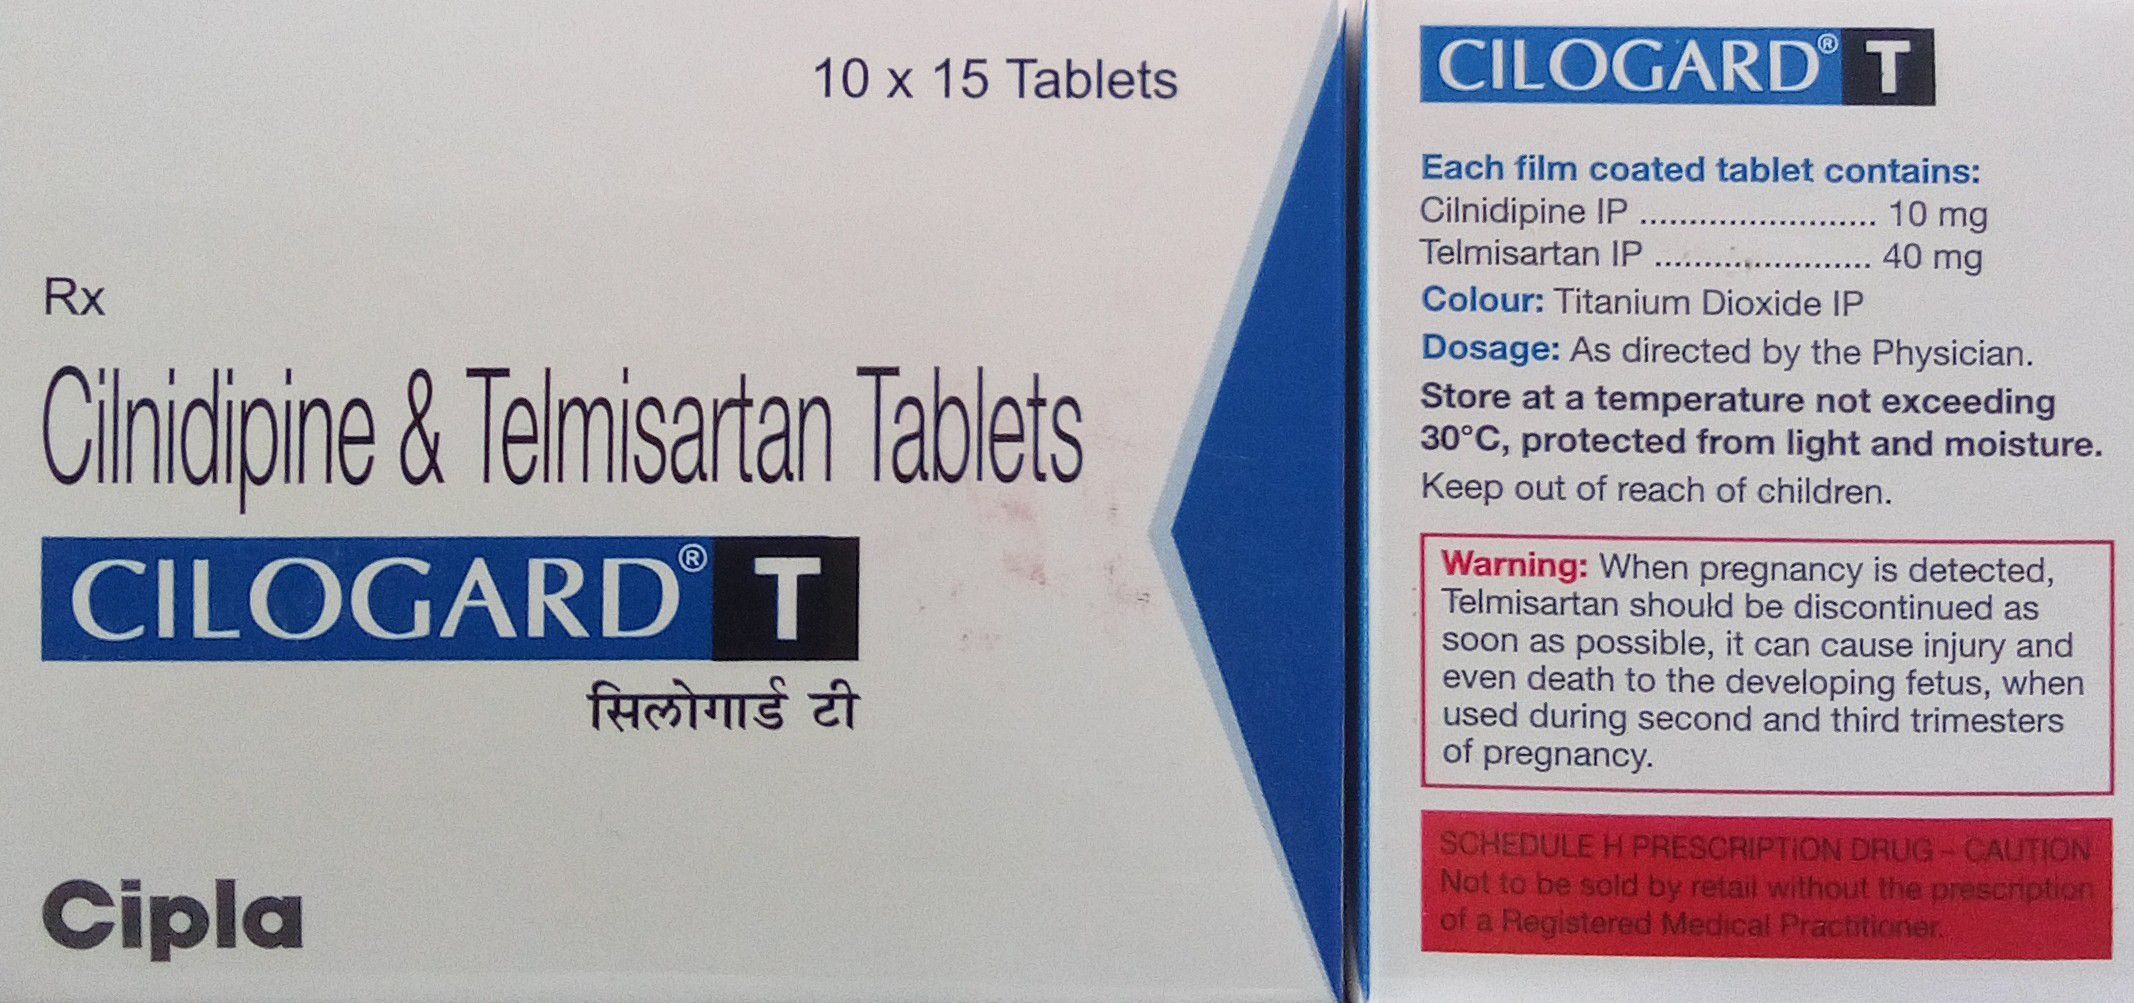 10 x 15 Tablets
Rx
Cilnidipine & Telmisartan Tablets
CILOGARD® T
सिलोगार्ड टी
Cipla
CILOGARD® T
Each film coated tablet contains:
Cilnidipine IP ........................ 10 mg
Telmisartan IP ...................... 40 mg
Colour: Titanium Dioxide IP
Dosage: As directed by the Physician.
Store at a temperature not exceeding
30°C, protected from light and moisture.
Keep out of reach of children.
Warning: When pregnancy is detected,
Telmisartan should be discontinued as
soon as possible, it can cause injury and
even death to the developing fetus, when
used during second and third trimesters
of pregnancy.
SCHEDULE H PRESCRIPTION DRUG – CAUTION
Not to be sold by retail without the prescription
of a Registered Medical Practitioner.